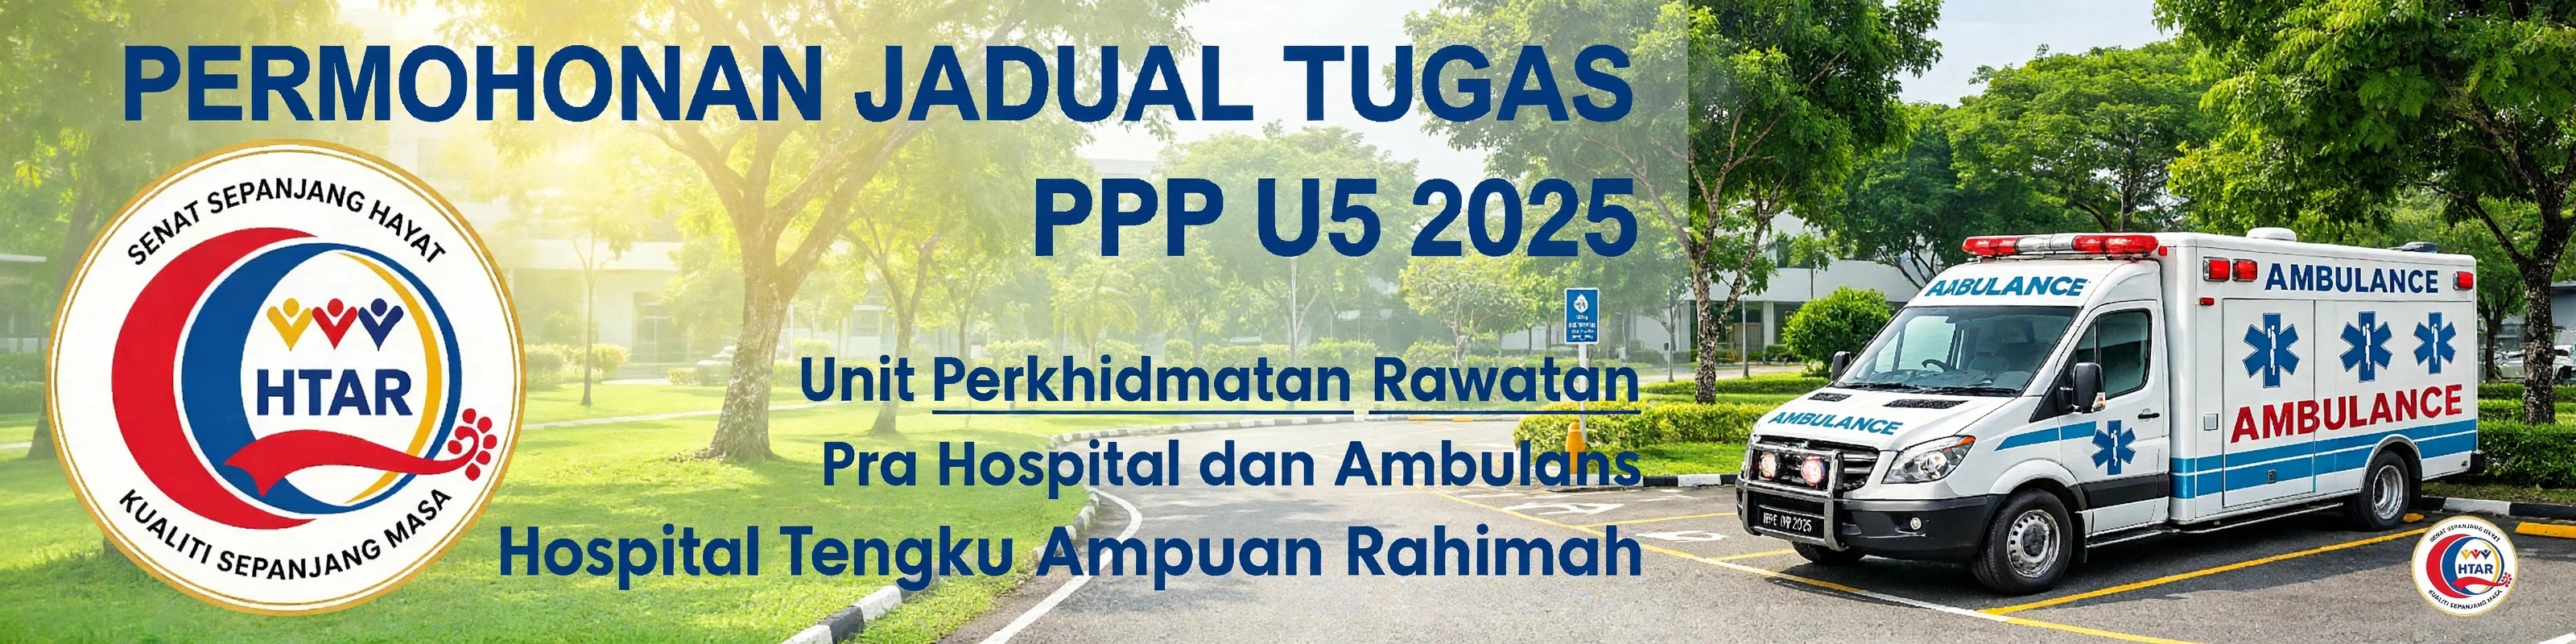 PERMOHONAN JADUAL TUGAS
PPP U5 2025
SENAT SEPANJANG HAYAT
HTAR
KUALITI SEPANJANG MASA
Unit Perkhidmatan Rawatan
Pra Hospital dan Ambulans
Hospital Tengku Ampuan Rahimah
AABULANCE
AMBULANCE
AMBULANCE
AMBULANCE
SENAT SEPANJANG HAYAT
HTAR
KUALITI SEPANJANG MASA